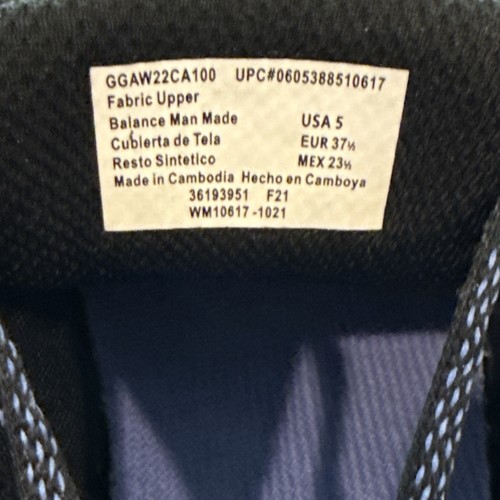 GGAW22CA100 UPC#0605388510617
Fabric Upper
Balance Man Made USA 5
Cubierta de Tela EUR 37½
Resto Sintetico MEX 23½
Made in Cambodia Hecho en Camboya
36193951 F21
WM10617-1021